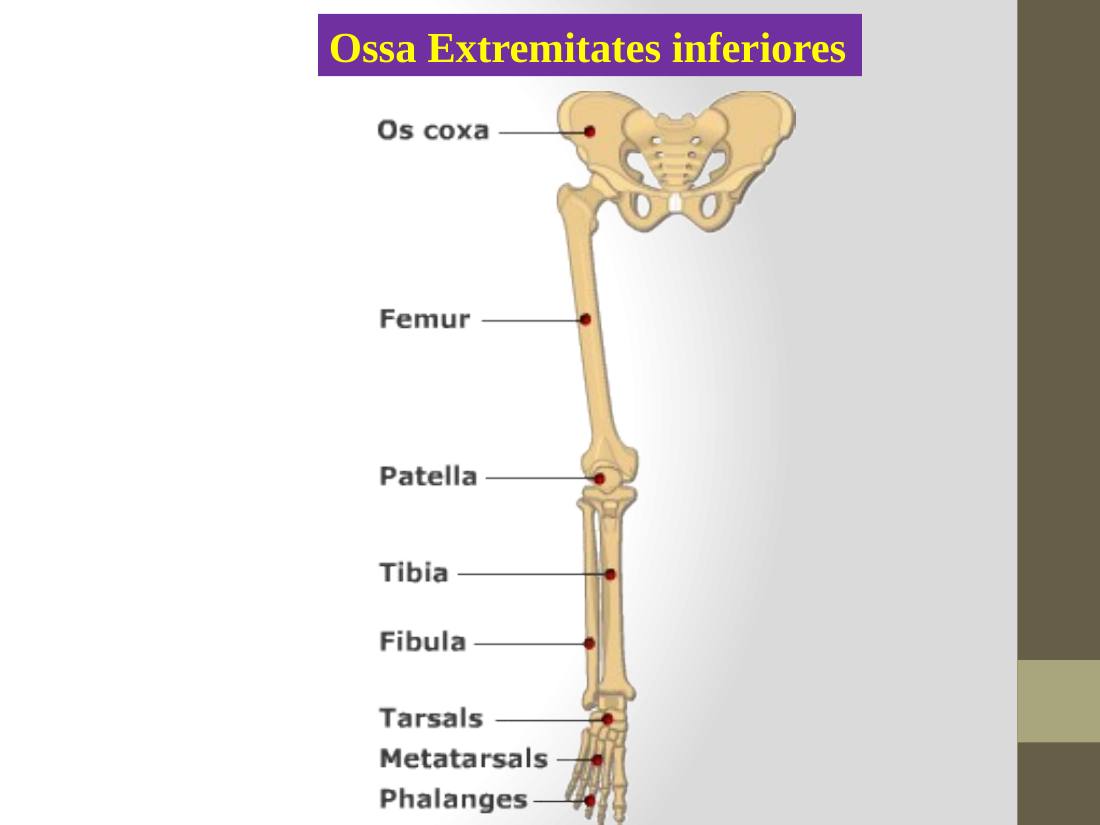 Ossa Extremitates inferiores
Os coxa
Femur
Patella
Tibia
Fibula
Tarsals
Metatarsals
Phalanges